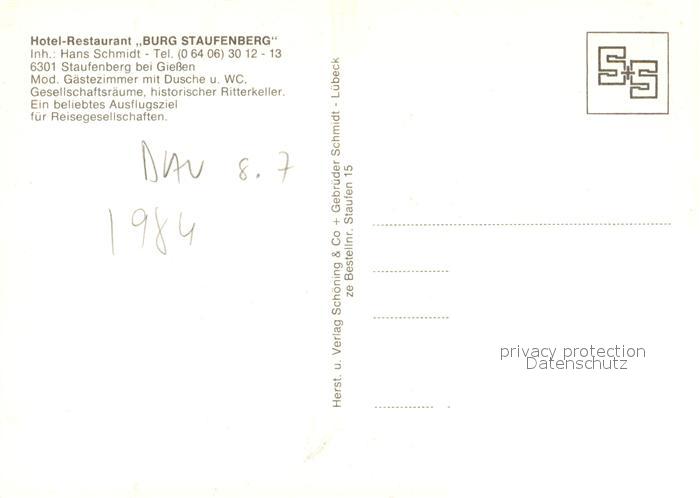 Hotel-Restaurant „BURG STAUFENBERG“
Inh.: Hans Schmidt - Tel. (0 64 06) 30 12 - 13
6301 Staufenberg bei Gießen
Mod. Gästezimmer mit Dusche u. WC.
Gesellschaftsräume, historischer Ritterkeller.
Ein beliebtes Ausflugsziel
für Reisegesellschaften.
8.7
1984
Herst. u. Verlag Schöning & Co + Gebrüder Schmidt - Lübeck
ze Bestellnr. Staufen 15
S+S
privacy protection
Datenschutz